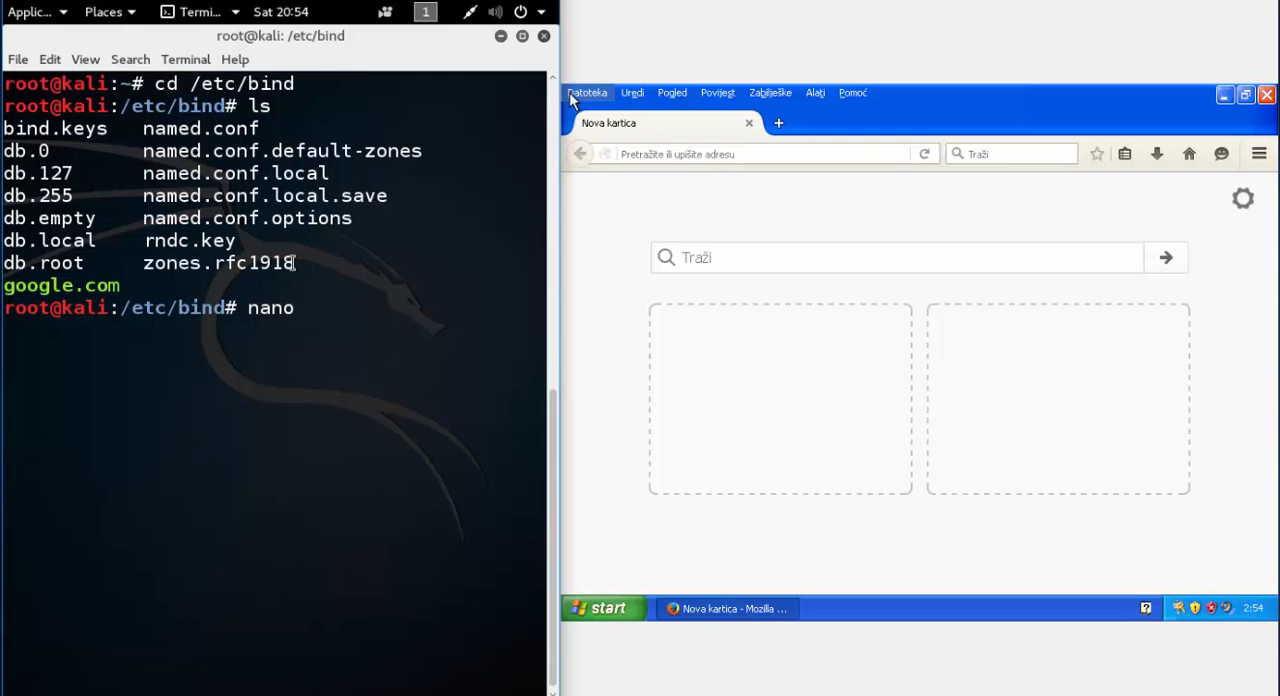 Applic... Places Termi... Sat 20:54 1
root@kali: /etc/bind
File Edit View Search Terminal Help
root@kali:~# cd /etc/bind
root@kali:/etc/bind# ls
bind.keys named.conf
db.0 named.conf.default-zones
db.127 named.conf.local
db.255 named.conf.local.save
db.empty named.conf.options
db.local rndc.key
db.root zones.rfc1918
google.com
root@kali:/etc/bind# nano
Datoteka Uredi Pogled Povijest Zabilješke Alati Pomoć
Nova kartica
Pretražite ili upišite adresu Traži
Traži
start Nova kartica - Mozilla ... 2:54